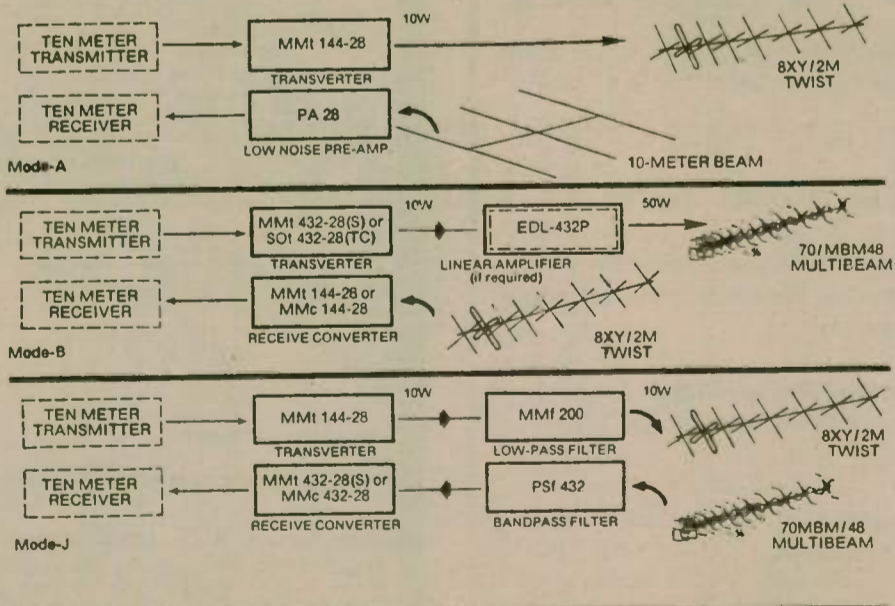 TEN METER
TRANSMITTER
MMt 144-28
TRANSVERTER
10W
8XY/2M
TWIST
TEN METER
RECEIVER
PA 28
LOW NOISE PRE-AMP
10-METER BEAM
Mode-A
TEN METER
TRANSMITTER
MMt 432-28(S) or
SOt 432-28(TC)
TRANSVERTER
10W
EDL-432P
LINEAR AMPLIFIER
(if required)
50W
70/MBM48
MULTIBEAM
TEN METER
RECEIVER
MMt 144-28 or
MMc 144-28
RECEIVE CONVERTER
8XY/2M
TWIST
Mode-B
TEN METER
TRANSMITTER
MMt 144-28
TRANSVERTER
10W
MMf 200
LOW-PASS FILTER
10W
8XY/2M
TWIST
TEN METER
RECEIVER
MMt 432-28(S) or
MMc 432-28
RECEIVE CONVERTER
PSf 432
BANDPASS FILTER
70MBM/48
MULTIBEAM
Mode-J